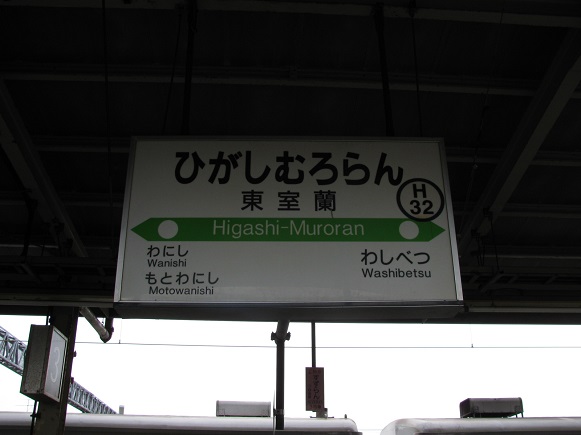 ひがしむろらん
東室蘭
H
32
Higashi-Muroran
わにし
Wanishi
もとわにし
Motowanishi
わしべつ
Washibetsu